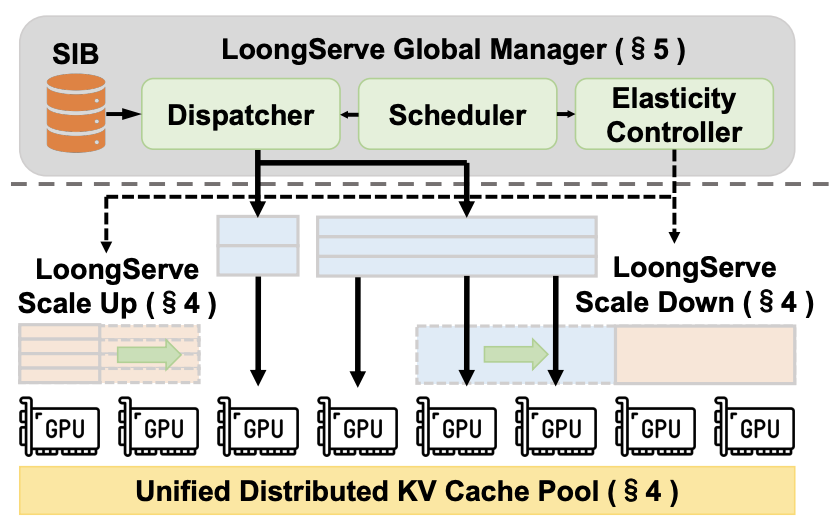 SIB
LoongServe Global Manager ( § 5 )
Dispatcher
Scheduler
Elasticity
Controller
LoongServe
Scale Up ( § 4 )
LoongServe
Scale Down ( § 4 )
GPU
GPU
GPU
GPU
GPU
GPU
GPU
GPU
Unified Distributed KV Cache Pool ( § 4 )